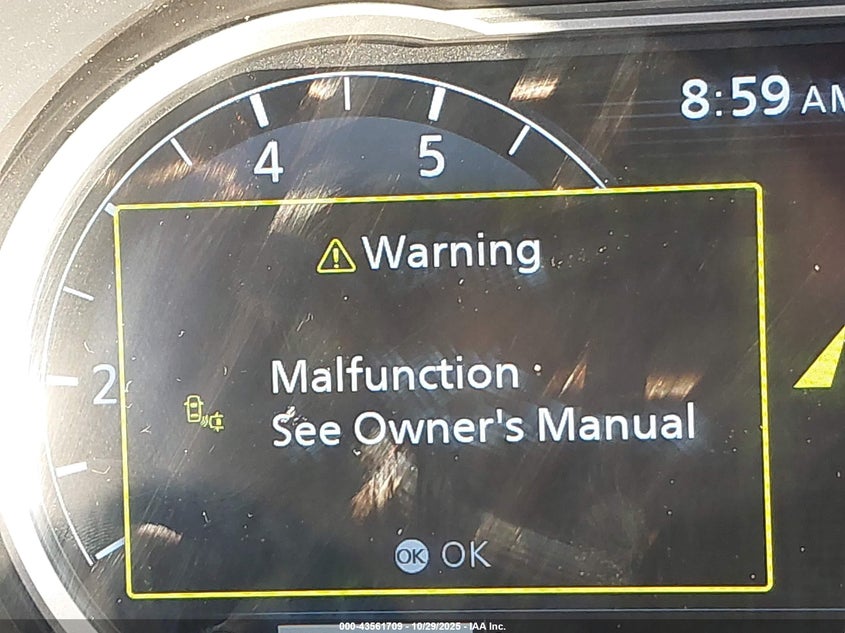 8:59 AM
4
5
Warning
2
Malfunction
See Owner's Manual
OK OK
000-43561709 - 10/29/2025 - IAA Inc.